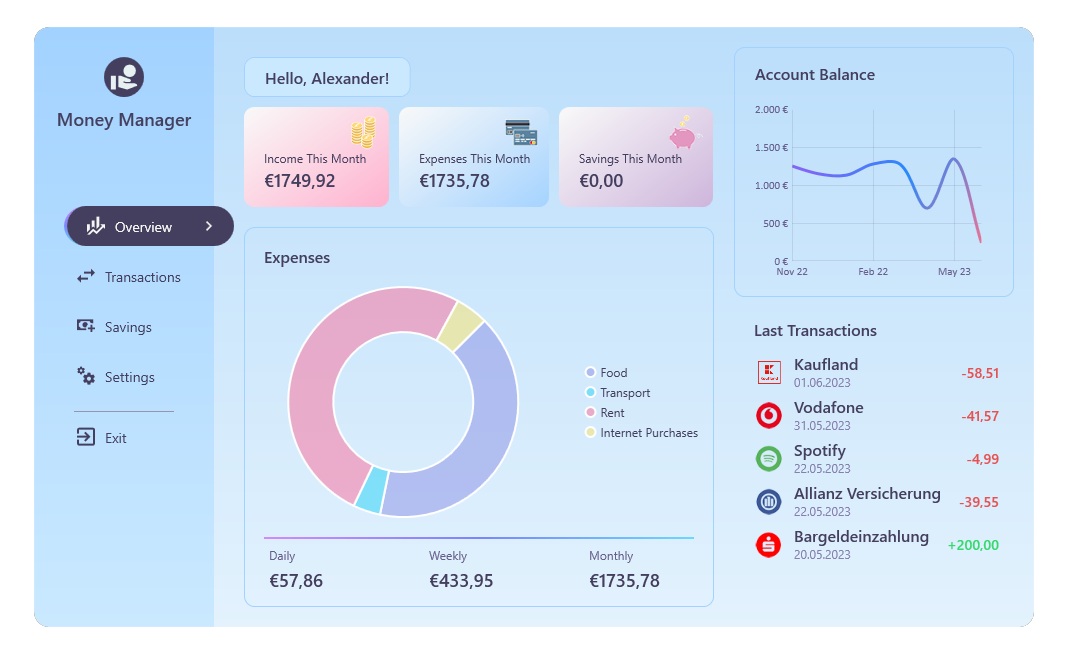 Money Manager
Overview
Transactions
Savings
Settings
Exit
Hello, Alexander!
Income This Month
€1749,92
Expenses This Month
€1735,78
Savings This Month
€0,00
Expenses
Food
Transport
Rent
Internet Purchases
Daily
€57,86
Weekly
€433,95
Monthly
€1735,78
Account Balance
2.000 €
1.500 €
1.000 €
500 €
0 €
Nov 22
Feb 22
May 23
Last Transactions
Kaufland
Kaufland
01.06.2023
-58,51
Vodafone
31.05.2023
-41,57
Spotify
22.05.2023
-4,99
Allianz Versicherung
22.05.2023
-39,55
Bargeldeinzahlung
20.05.2023
+200,00